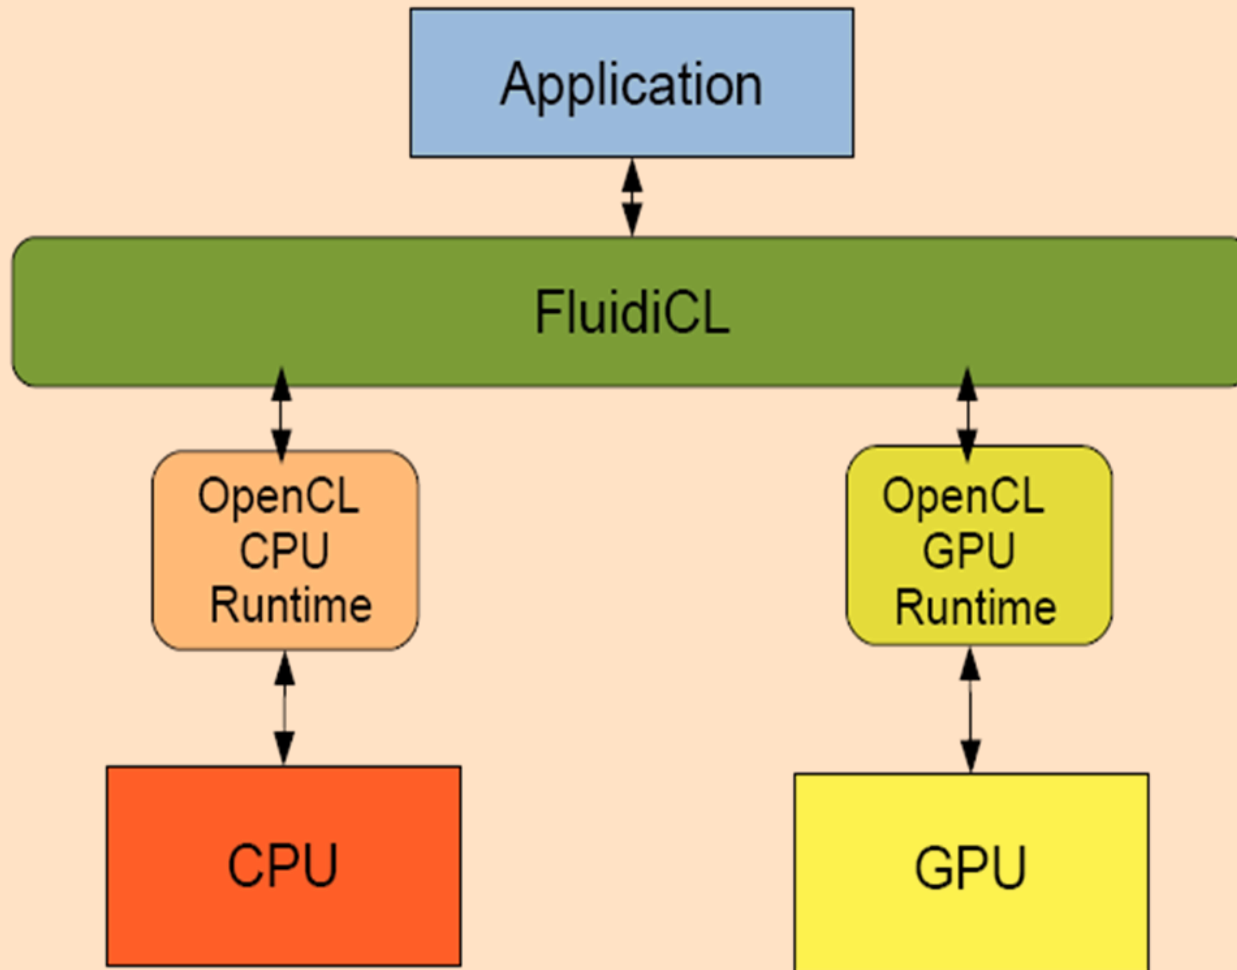 Application
FluidiCL
OpenCL
CPU
Runtime
OpenCL
GPU
Runtime
CPU
GPU